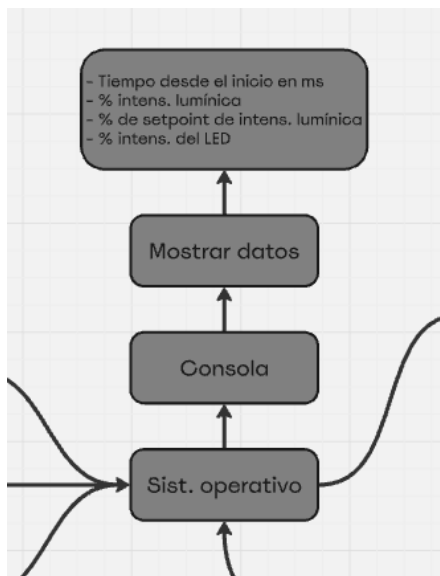 - Tiempo desde el inicio en ms
- % intens. lumínica
- % de setpoint de intens. lumínica
- % intens. del LED
Mostrar datos
Consola
Sist. operativo